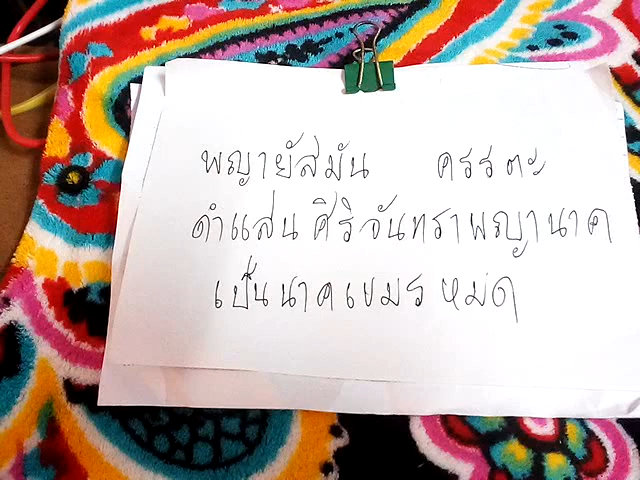 พญายัสมัน ครรตะ
ดำแสน ศิริจันทราพญานาค
เป็นนาคเขมร หมด